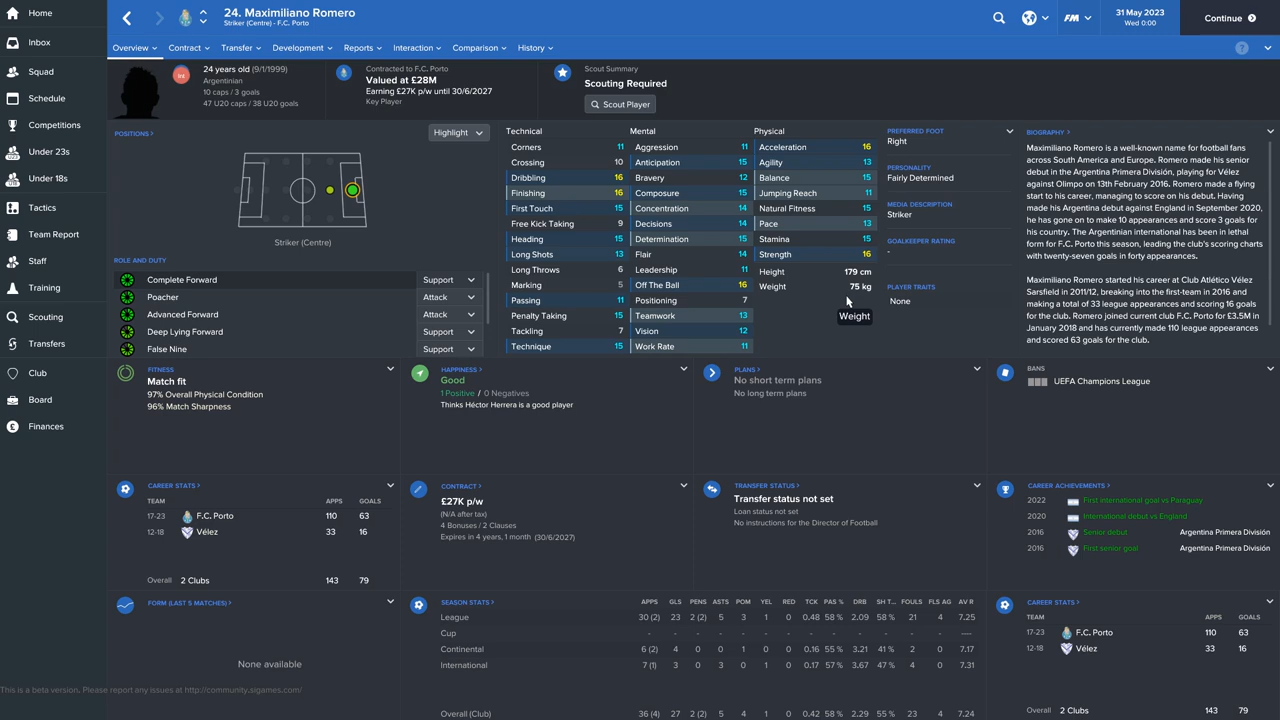 Home
Inbox
Squad
Schedule
Competitions
Under 23s
Under 18s
Tactics
Team Report
Staff
Training
Scouting
Transfers
Club
Board
Finances
24. Maximiliano Romero
Striker (Centre) - F.C. Porto
FM
31 May 2023
Wed 0:00
Continue
Overview
Contract
Transfer
Development
Reports
Interaction
Comparison
History
?
Int
24 years old (9/1/1999)
Argentinian
10 caps / 3 goals
47 U20 caps / 38 U20 goals
Contracted to F.C. Porto
Valued at £28M
Earning £27K p/w until 30/6/2027
Key Player
Scout Summary
Scouting Required
Scout Player
POSITIONS >
Highlight
Striker (Centre)
ROLE AND DUTY
Complete Forward Support
Poacher Attack
Advanced Forward Attack
Deep Lying Forward Support
False Nine Support
Technical
Corners 11
Crossing 10
Dribbling 16
Finishing 16
First Touch 15
Free Kick Taking 9
Heading 15
Long Shots 13
Long Throws 6
Marking 5
Passing 11
Penalty Taking 15
Tackling 7
Technique 15
Mental
Aggression 11
Anticipation 15
Bravery 12
Composure 15
Concentration 14
Decisions 14
Determination 15
Flair 14
Leadership 11
Off The Ball 16
Positioning 7
Teamwork 13
Vision 12
Work Rate 11
Physical
Acceleration 16
Agility 13
Balance 15
Jumping Reach 11
Natural Fitness 15
Pace 13
Stamina 15
Strength 16
Height 179 cm
Weight 75 kg
Weight
PREFERRED FOOT
Right
PERSONALITY
Fairly Determined
MEDIA DESCRIPTION
Striker
GOALKEEPER RATING
-
PLAYER TRAITS
None
BIOGRAPHY >
Maximiliano Romero is a well-known name for football fans
across South America and Europe. Romero made his senior
debut in the Argentina Primera División, playing for Vélez
against Olimpo on 13th February 2016. Romero made a flying
start to his career, managing to score on his debut. Having
made his Argentina debut against England in September 2020,
he has gone on to make 10 appearances and score 3 goals for
his country. The Argentinian international has been in lethal
form for F.C. Porto this season, leading the club's scoring charts
with twenty-seven goals in forty appearances.
Maximiliano Romero started his career at Club Atlético Vélez
Sarsfield in 2011/12, breaking into the first-team in 2016 and
making a total of 33 league appearances and scoring 16 goals
for the club. Romero joined current club F.C. Porto for £3.5M in
January 2018 and has currently made 110 league appearances
and scored 63 goals for the club.
FITNESS
Match fit
97% Overall Physical Condition
96% Match Sharpness
HAPPINESS >
Good
1 Positive / 0 Negatives
Thinks Héctor Herrera is a good player
PLANS >
No short term plans
No long term plans
BANS
UEFA Champions League
CAREER STATS >
TEAM APPS GOALS
17-23 F.C. Porto 110 63
12-18 Vélez 33 16
Overall 2 Clubs 143 79
CONTRACT >
£27K p/w
(N/A after tax)
4 Bonuses / 2 Clauses
Expires in 4 years, 1 month (30/6/2027)
TRANSFER STATUS >
Transfer status not set
Loan status not set
No instructions for the Director of Football
CAREER ACHIEVEMENTS >
2022 First international goal vs Paraguay
2020 International debut vs England
2016 Senior debut Argentina Primera División
2016 First senior goal Argentina Primera División
FORM (LAST 5 MATCHES) >
None available
SEASON STATS > APPS GLS PENS ASTS POM YEL RED TCK PAS % DRB SH T... FOULS FLS AG AV R
League 30 (2) 23 2 (2) 5 3 1 0 0.48 58 % 2.09 58 % 21 4 7.25
Cup - - - - - - - - - - - - - ----
Continental 6 (2) 4 0 0 1 0 0 0.16 55 % 3.21 41 % 2 0 7.17
International 7 (1) 3 0 3 0 1 0 0.17 57 % 3.67 47 % 4 0 7.31
Overall (Club) 36 (4) 27 2 (2) 5 4 1 0 0.42 58 % 2.29 55 % 23 4 7.24
CAREER STATS >
TEAM APPS GOALS
17-23 F.C. Porto 110 63
12-18 Vélez 33 16
Overall 2 Clubs 143 79
This is a beta version. Please report any issues at http://community.sigames.com/